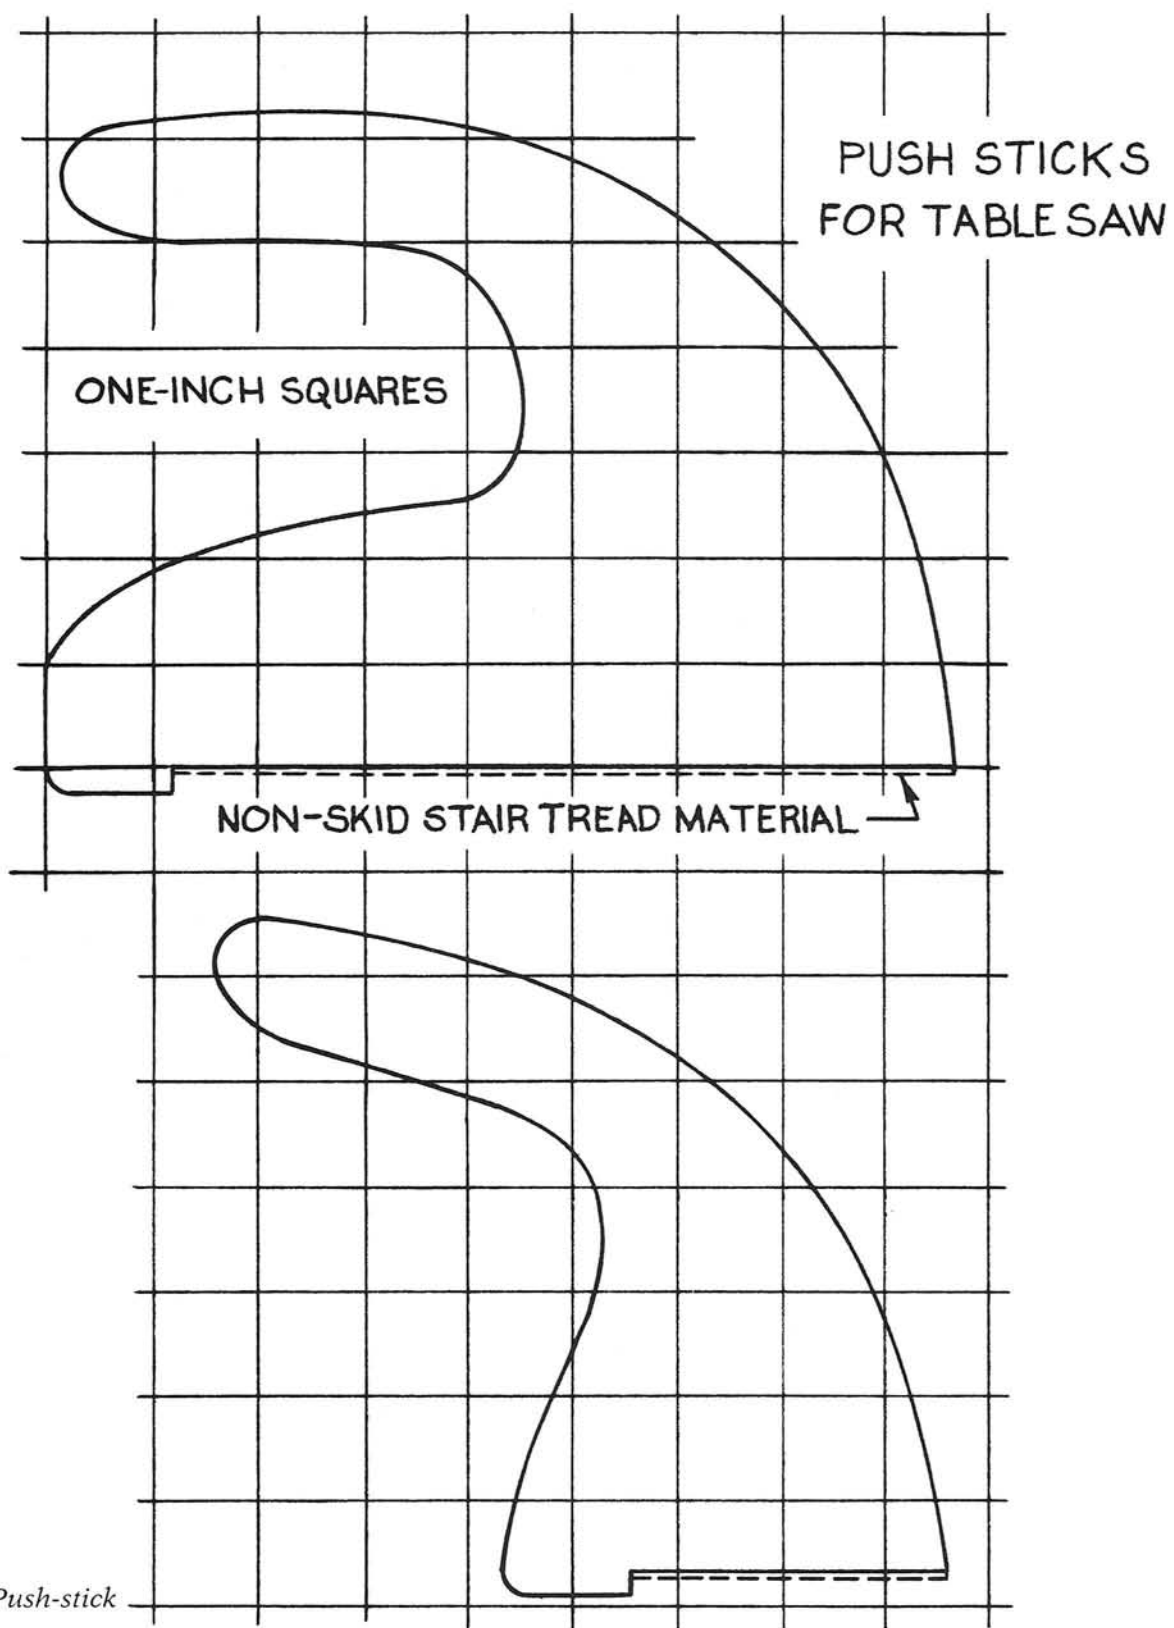 PUSH STICKS
FOR TABLE SAW
ONE-INCH SQUARES
NON-SKID STAIR TREAD MATERIAL
Push-stick